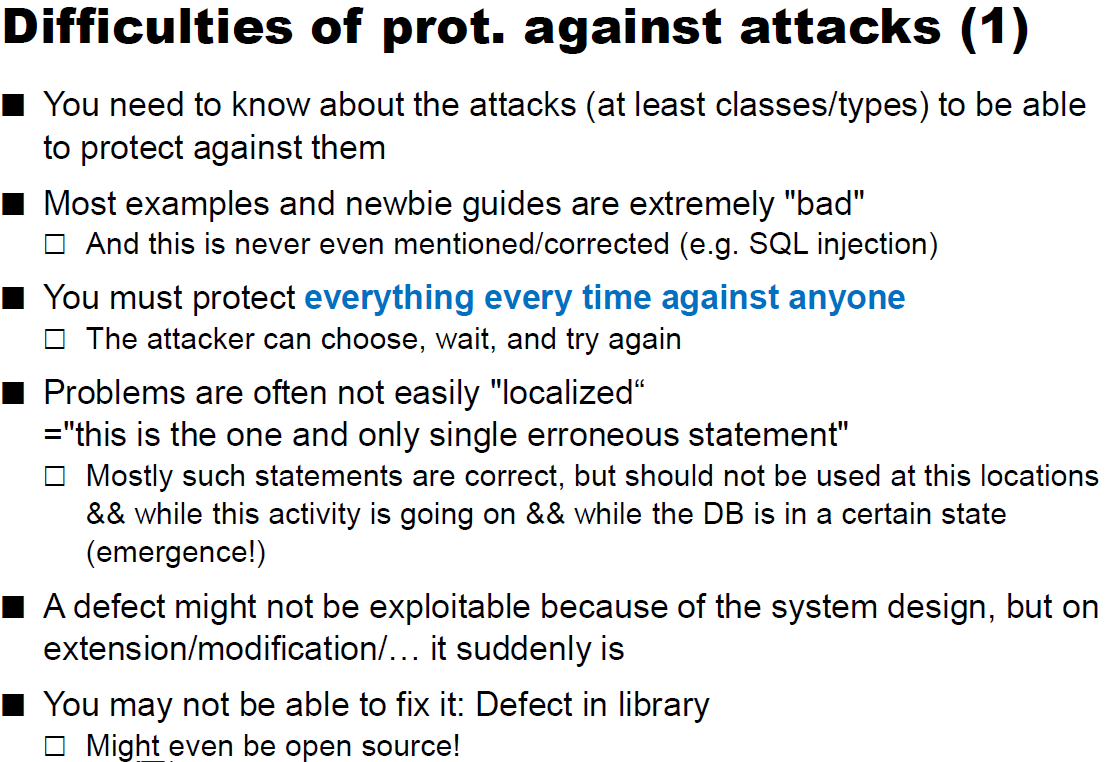 Difficulties of prot. against attacks (1)
■ You need to know about the attacks (at least classes/types) to be able
to protect against them
■ Most examples and newbie guides are extremely "bad"
□ And this is never even mentioned/corrected (e.g. SQL injection)
■ You must protect everything every time against anyone
□ The attacker can choose, wait, and try again
■ Problems are often not easily "localized“
="this is the one and only single erroneous statement"
□ Mostly such statements are correct, but should not be used at this locations
&& while this activity is going on && while the DB is in a certain state
(emergence!)
■ A defect might not be exploitable because of the system design, but on
extension/modification/… it suddenly is
■ You may not be able to fix it: Defect in library
□ Might even be open source!